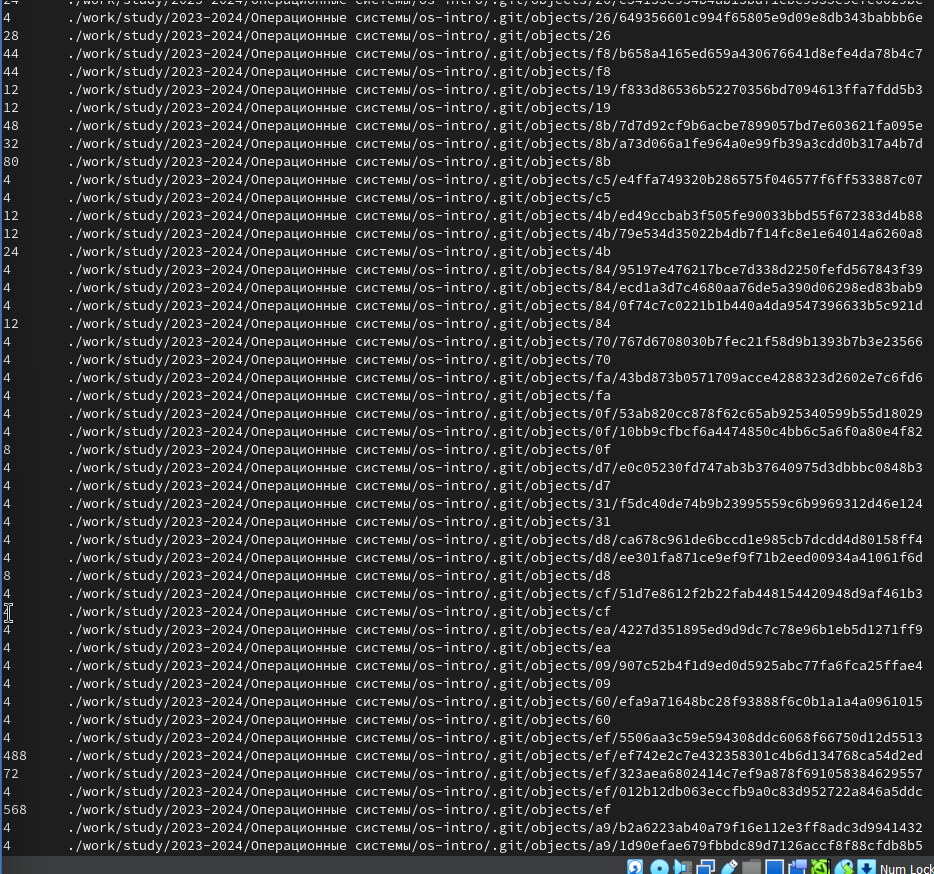 4 ./work/study/2023-2024/Операционные системы/os-intro/.git/objects/26/649356601c994f65805e9d09e8db343babbb6e
28 ./work/study/2023-2024/Операционные системы/os-intro/.git/objects/26
44 ./work/study/2023-2024/Операционные системы/os-intro/.git/objects/f8/b658a4165ed659a430676641d8efe4da78b4c7
44 ./work/study/2023-2024/Операционные системы/os-intro/.git/objects/f8
12 ./work/study/2023-2024/Операционные системы/os-intro/.git/objects/19/f833d86536b52270356bd7094613ffa7fdd5b3
12 ./work/study/2023-2024/Операционные системы/os-intro/.git/objects/19
48 ./work/study/2023-2024/Операционные системы/os-intro/.git/objects/8b/7d7d92cf9b6acbe7899057bd7e603621fa095e
32 ./work/study/2023-2024/Операционные системы/os-intro/.git/objects/8b/a73d066a1fe964a0e99fb39a3cdd0b317a4b7d
80 ./work/study/2023-2024/Операционные системы/os-intro/.git/objects/8b
4 ./work/study/2023-2024/Операционные системы/os-intro/.git/objects/c5/e4ffa749320b286575f046577f6ff533887c07
4 ./work/study/2023-2024/Операционные системы/os-intro/.git/objects/c5
12 ./work/study/2023-2024/Операционные системы/os-intro/.git/objects/4b/ed49ccbab3f505fe90033bbd55f672383d4b88
12 ./work/study/2023-2024/Операционные системы/os-intro/.git/objects/4b/79e534d35022b4db7f14fc8e1e64014a6260a8
24 ./work/study/2023-2024/Операционные системы/os-intro/.git/objects/4b
4 ./work/study/2023-2024/Операционные системы/os-intro/.git/objects/84/95197e476217bce7d338d2250fefd567843f39
4 ./work/study/2023-2024/Операционные системы/os-intro/.git/objects/84/ecd1a3d7c4680aa76de5a390d06298ed83bab9
4 ./work/study/2023-2024/Операционные системы/os-intro/.git/objects/84/0f74c7c0221b1b440a4da9547396633b5c921d
12 ./work/study/2023-2024/Операционные системы/os-intro/.git/objects/84
4 ./work/study/2023-2024/Операционные системы/os-intro/.git/objects/70/767d6708030b7fec21f58d9b1393b7b3e23566
4 ./work/study/2023-2024/Операционные системы/os-intro/.git/objects/70
4 ./work/study/2023-2024/Операционные системы/os-intro/.git/objects/fa/43bd873b0571709acce4288323d2602e7c6fd6
4 ./work/study/2023-2024/Операционные системы/os-intro/.git/objects/fa
4 ./work/study/2023-2024/Операционные системы/os-intro/.git/objects/0f/53ab820cc878f62c65ab925340599b55d18029
4 ./work/study/2023-2024/Операционные системы/os-intro/.git/objects/0f/10bb9cfbcf6a4474850c4bb6c5a6f0a80e4f82
8 ./work/study/2023-2024/Операционные системы/os-intro/.git/objects/0f
4 ./work/study/2023-2024/Операционные системы/os-intro/.git/objects/d7/e0c05230fd747ab3b37640975d3dbbbc0848b3
4 ./work/study/2023-2024/Операционные системы/os-intro/.git/objects/d7
4 ./work/study/2023-2024/Операционные системы/os-intro/.git/objects/31/f5dc40de74b9b23995559c6b9969312d46e124
4 ./work/study/2023-2024/Операционные системы/os-intro/.git/objects/31
4 ./work/study/2023-2024/Операционные системы/os-intro/.git/objects/d8/ca678c961de6bccd1e985cb7dcdd4d80158ff4
4 ./work/study/2023-2024/Операционные системы/os-intro/.git/objects/d8/ee301fa871ce9ef9f71b2eed00934a41061f6d
8 ./work/study/2023-2024/Операционные системы/os-intro/.git/objects/d8
4 ./work/study/2023-2024/Операционные системы/os-intro/.git/objects/cf/51d7e8612f2b22fab448154420948d9af461b3
4 ./work/study/2023-2024/Операционные системы/os-intro/.git/objects/cf
4 ./work/study/2023-2024/Операционные системы/os-intro/.git/objects/ea/4227d351895ed9d9dc7c78e96b1eb5d1271ff9
4 ./work/study/2023-2024/Операционные системы/os-intro/.git/objects/ea
4 ./work/study/2023-2024/Операционные системы/os-intro/.git/objects/09/907c52b4f1d9ed0d5925abc77fa6fca25ffae4
4 ./work/study/2023-2024/Операционные системы/os-intro/.git/objects/09
4 ./work/study/2023-2024/Операционные системы/os-intro/.git/objects/60/efa9a71648bc28f93888f6c0b1a1a4a0961015
4 ./work/study/2023-2024/Операционные системы/os-intro/.git/objects/60
4 ./work/study/2023-2024/Операционные системы/os-intro/.git/objects/ef/5506aa3c59e594308ddc6068f66750d12d5513
488 ./work/study/2023-2024/Операционные системы/os-intro/.git/objects/ef/ef742e2c7e432358301c4b6d134768ca54d2ed
72 ./work/study/2023-2024/Операционные системы/os-intro/.git/objects/ef/323aea6802414c7ef9a878f691058384629557
4 ./work/study/2023-2024/Операционные системы/os-intro/.git/objects/ef/012b12db063eccfb9a0c83d952722a846a5ddc
568 ./work/study/2023-2024/Операционные системы/os-intro/.git/objects/ef
4 ./work/study/2023-2024/Операционные системы/os-intro/.git/objects/a9/b2a6223ab40a79f16e112e3ff8adc3d9941432
4 ./work/study/2023-2024/Операционные системы/os-intro/.git/objects/a9/1d90efae679fbbdc89d7126accf8f88cfdb8b5
Num Lock